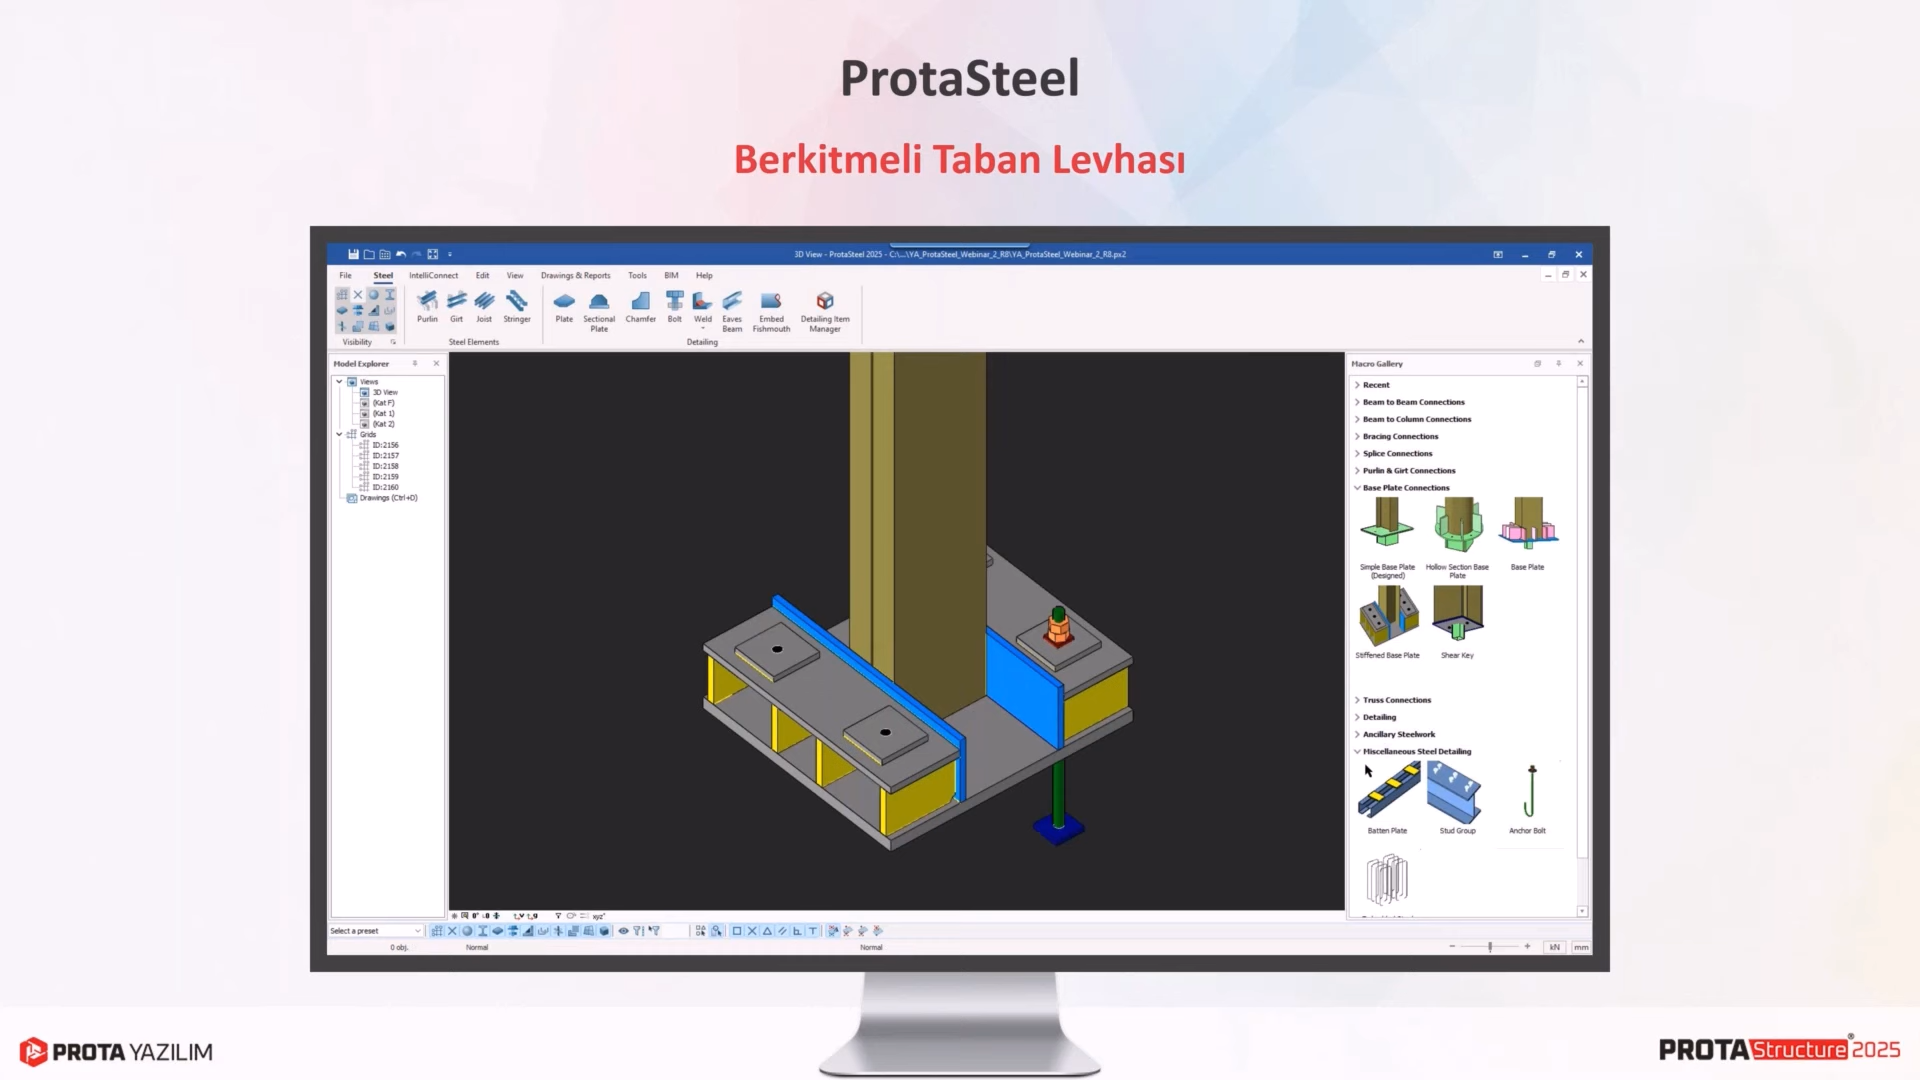 ProtaSteel
Berkitmeli Taban Levhası
3D View - ProtaSteel 2025 - C:\...\YA_ProtaSteel_Webinar_2_R8\YA_ProtaSteel_Webinar_2_R8.px2
File Steel IntelliConnect Edit View Drawings & Reports Tools BIM Help
Purlin Girt Joist Stringer Plate Sectional Plate Chamfer Bolt Weld Eaves Beam Embed Fishmouth Detailing Item Manager
Visibility Steel Elements Detailing
Model Explorer
Views
3D View
(Kat F)
(Kat 1)
(Kat 2)
Grids
ID:2156
ID:2157
ID:2158
ID:2159
ID:2160
Drawings (Ctrl+D)
Macro Gallery
Recent
Beam to Beam Connections
Beam to Column Connections
Bracing Connections
Splice Connections
Purlin & Girt Connections
Base Plate Connections
Simple Base Plate (Designed)
Hollow Section Base Plate
Base Plate
Stiffened Base Plate
Shear Key
Truss Connections
Detailing
Ancillary Steelwork
Miscellaneous Steel Detailing
Batten Plate
Stud Group
Anchor Bolt
Select a preset
0 obj. Normal Normal kN mm
PROTA YAZILIM
PROTA Structure® 2025